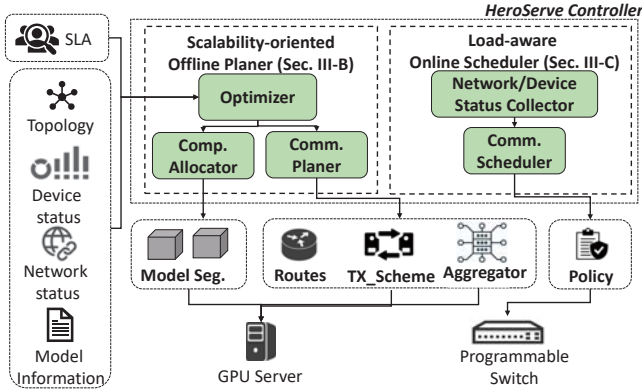 HeroServe Controller
SLA
Scalability-oriented
Offline Planer (Sec. III-B)
Optimizer
Comp.
Allocator
Comm.
Planer
Load-aware
Online Scheduler (Sec. III-C)
Network/Device
Status Collector
Comm.
Scheduler
Topology
Device
status
Network
status
Model
Information
Model Seg.
Routes
TX_Scheme
Aggregator
Policy
GPU Server
Programmable
Switch